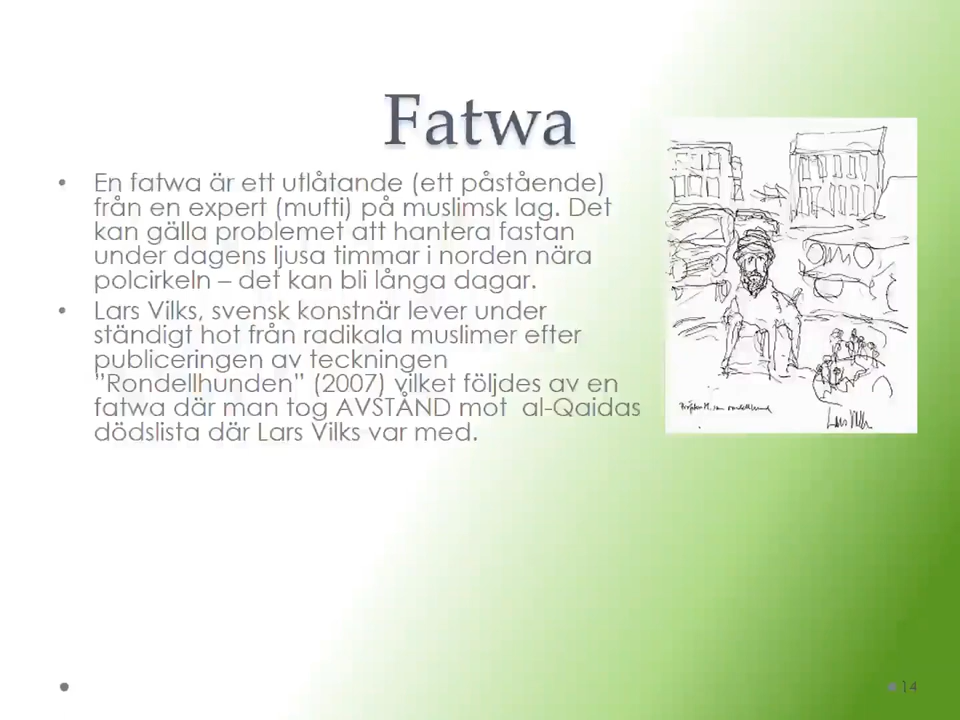 Fatwa
• En fatwa är ett utlåtande (ett påstående)
från en expert (mufti) på muslimsk lag. Det
kan gälla problemet att hantera fastan
under dagens ljusa timmar i norden nära
polcirkeln – det kan bli långa dagar.
• Lars Vilks, svensk konstnär lever under
ständigt hot från radikala muslimer efter
publiceringen av teckningen
”Rondellhunden” (2007) vilket följdes av en
fatwa där man tog AVSTÅND mot al-Qaidas
dödslista där Lars Vilks var med.
Lars Vilks
14